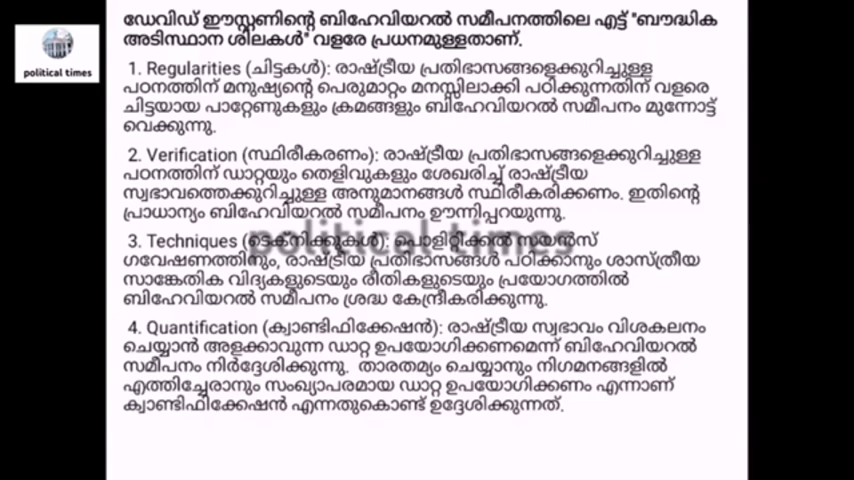 political times
ഡേവിഡ് ഈസ്റ്റണിന്റെ ബിഹേവിയറൽ സമീപനത്തിലെ എട്ട് "ബൗദ്ധിക
അടിസ്ഥാന ശിലകൾ" വളരേ പ്രധനമുള്ളതാണ്.
1. Regularities (ചിട്ടകൾ): രാഷ്ട്രീയ പ്രതിഭാസങ്ങളെക്കുറിച്ചുള്ള
പഠനത്തിന് മനുഷ്യന്റെ പെരുമാറ്റം മനസ്സിലാക്കി പഠിക്കുന്നതിന് വളരെ
ചിട്ടയായ പാറ്റേണുകളും ക്രമങ്ങളും ബിഹേവിയറൽ സമീപനം മുന്നോട്ട്
വെക്കുന്നു.
2. Verification (സ്ഥിരീകരണം): രാഷ്ട്രീയ പ്രതിഭാസങ്ങളെക്കുറിച്ചുള്ള
പഠനത്തിന് ഡാറ്റയും തെളിവുകളും ശേഖരിച്ച് രാഷ്ട്രീയ
സ്വഭാവത്തെക്കുറിച്ചുള്ള അനുമാനങ്ങൾ സ്ഥിരീകരിക്കണം. ഇതിന്റെ
പ്രാധാന്യം ബിഹേവിയറൽ സമീപനം ഊന്നിപ്പറയുന്നു.
political times
3. Techniques (ടെക്നിക്കുകൾ): പൊളിറ്റിക്കൽ സയൻസ്
ഗവേഷണത്തിനും, രാഷ്ട്രീയ പ്രതിഭാസങ്ങൾ പഠിക്കാനും ശാസ്ത്രീയ
സാങ്കേതിക വിദ്യകളുടെയും രീതികളുടെയും പ്രയോഗത്തിൽ
ബിഹേവിയറൽ സമീപനം ശ്രദ്ധ കേന്ദ്രീകരിക്കുന്നു.
4. Quantification (ക്വാണ്ടിഫിക്കേഷൻ): രാഷ്ട്രീയ സ്വഭാവം വിശകലനം
ചെയ്യാൻ അളക്കാവുന്ന ഡാറ്റ ഉപയോഗിക്കണമെന്ന് ബിഹേവിയറൽ
സമീപനം നിർദ്ദേശിക്കുന്നു. താരതമ്യം ചെയ്യാനും നിഗമനങ്ങളിൽ
എത്തിച്ചേരാനും സംഖ്യാപരമായ ഡാറ്റ ഉപയോഗിക്കണം എന്നാണ്
ക്വാണ്ടിഫിക്കേഷൻ എന്നതുകൊണ്ട് ഉദ്ദേശിക്കുന്നത്.